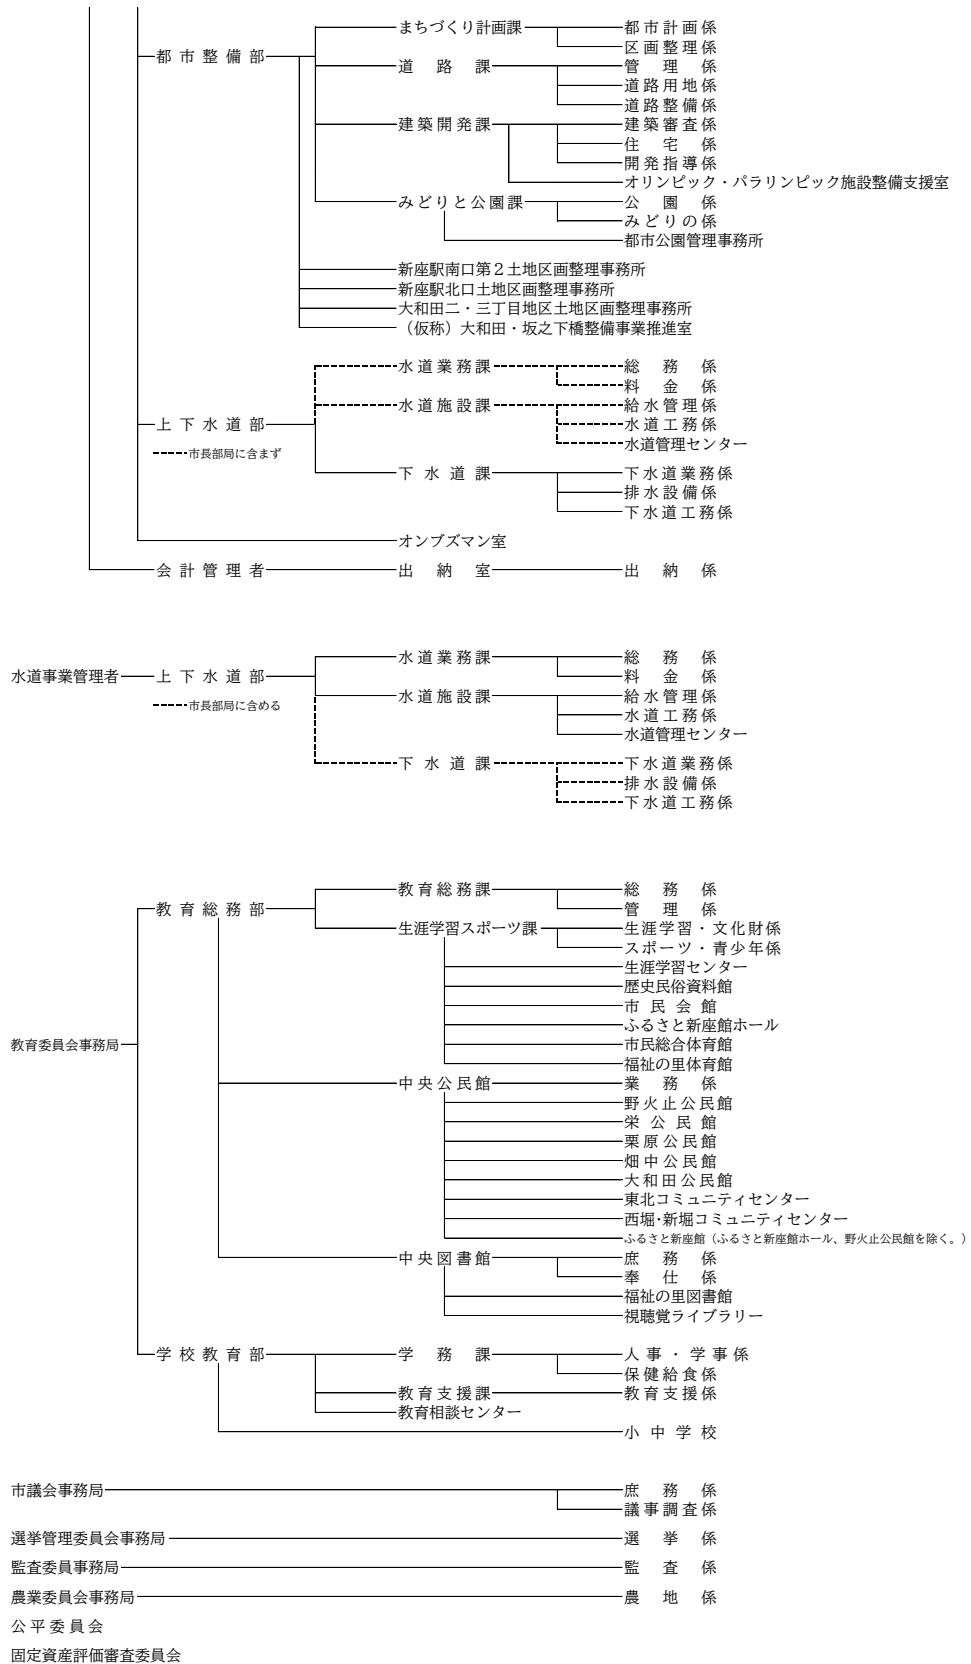 まちづくり計画課 都市計画係
区画整理係
都市整備部
道路課 管理係
道路用地係
道路整備係
建築開発課 建築審査係
住宅係
開発指導係
オリンピック・パラリンピック施設整備支援室
みどりと公園課 公園係
みどりの係
都市公園管理事務所
新座駅南口第2土地区画整理事務所
新座駅北口土地区画整理事務所
大和田二・三丁目地区土地区画整理事務所
（仮称）大和田・坂之下橋整備事業推進室
水道業務課 総務係
料金係
水道施設課 給水管理係
上下水道部 水道工務係
水道管理センター
市長部局に含まず
下水道課 下水道業務係
排水設備係
下水道工務係
オンブズマン室
会計管理者 出納室 出納係
水道業務課 総務係
水道事業管理者 上下水道部 料金係
水道施設課 給水管理係
市長部局に含める
水道工務係
水道管理センター
下水道課 下水道業務係
排水設備係
下水道工務係
教育総務課 総務係
教育総務部 管理係
生涯学習スポーツ課 生涯学習・文化財係
スポーツ・青少年係
生涯学習センター
歴史民俗資料館
市民会館
ふるさと新座館ホール
教育委員会事務局 市民総合体育館
福祉の里体育館
中央公民館 業務係
野火止公民館
栄公民館
栗原公民館
畑中公民館
大和田公民館
東北コミュニティセンター
西堀･新堀コミュニティセンター
ふるさと新座館（ふるさと新座館ホール、野火止公民館を除く。）
中央図書館 庶務係
奉仕係
福祉の里図書館
視聴覚ライブラリー
学校教育部 学務課 人事・学事係
保健給食係
教育支援課 教育支援係
教育相談センター
小中学校
市議会事務局 庶務係
議事調査係
選挙管理委員会事務局 選挙係
監査委員事務局 監査係
農業委員会事務局 農地係
公平委員会
固定資産評価審査委員会